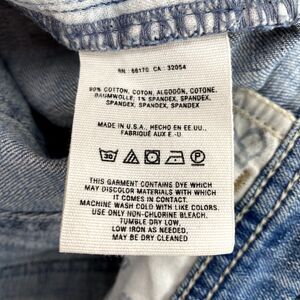 RN : 66170 CA : 32054
99% COTTON, COTON, ALGODÓN, COTONE,
BAUMWOLLE; 1% SPANDEX, SPANDEX,
SPANDEX, SPANDEX, SPANDEX
MADE IN U.S.A., HECHO EN EE.UU.,
FABRIQUÉ AUX É.-U
30
P
THIS GARMENT CONTAINS DYE WHICH
MAY DISCOLOR MATERIALS WITH WHICH
IT COMES IN CONTACT.
MACHINE WASH COLD WITH LIKE COLORS.
USE ONLY NON-CHLORINE BLEACH.
TUMBLE DRY LOW.
LOW IRON AS NEEDED.
MAY BE DRY CLEANED